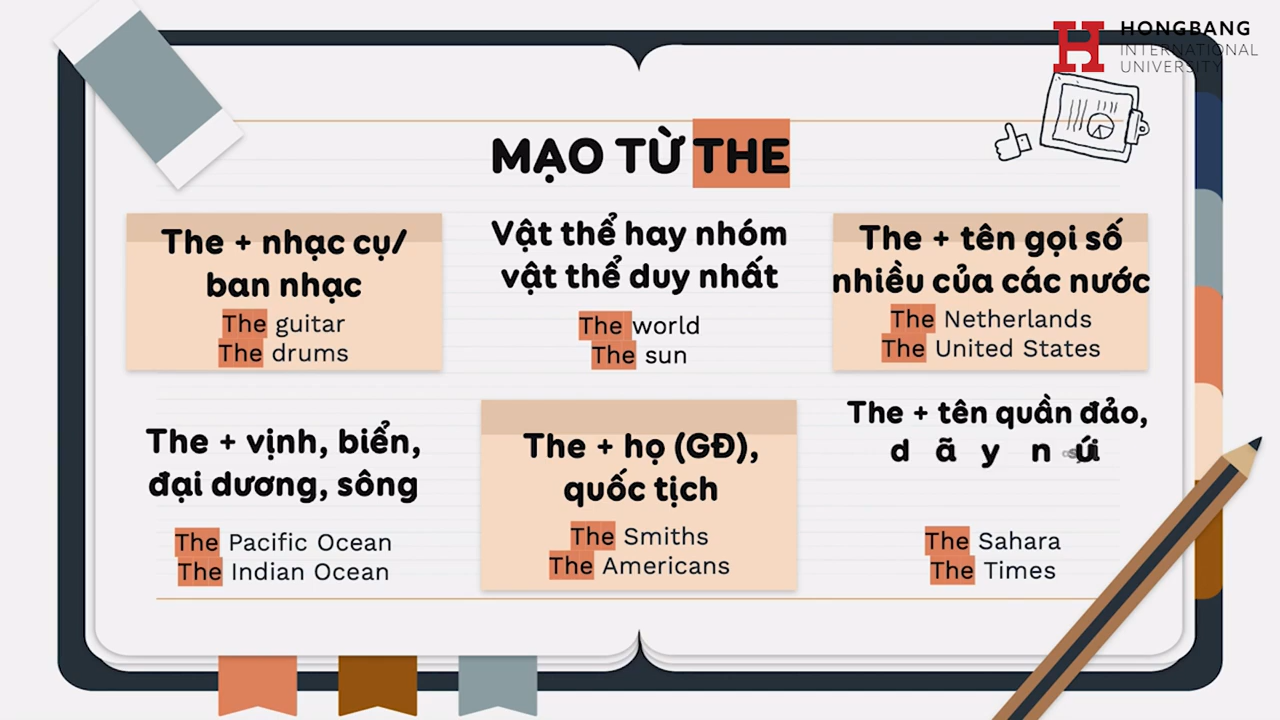 HONGBANG
INTERNATIONAL
UNIVERSITY
MẠO TỪ THE
The + nhạc cụ/
ban nhạc
The guitar
The drums
Vật thể hay nhóm
vật thể duy nhất
The world
The sun
The + tên gọi số
nhiều của các nước
The Netherlands
The United States
The + vịnh, biển,
đại dương, sông
The Pacific Ocean
The Indian Ocean
The + họ (GĐ),
quốc tịch
The Smiths
The Americans
The + tên quần đảo,
dãy núi
The Sahara
The Times